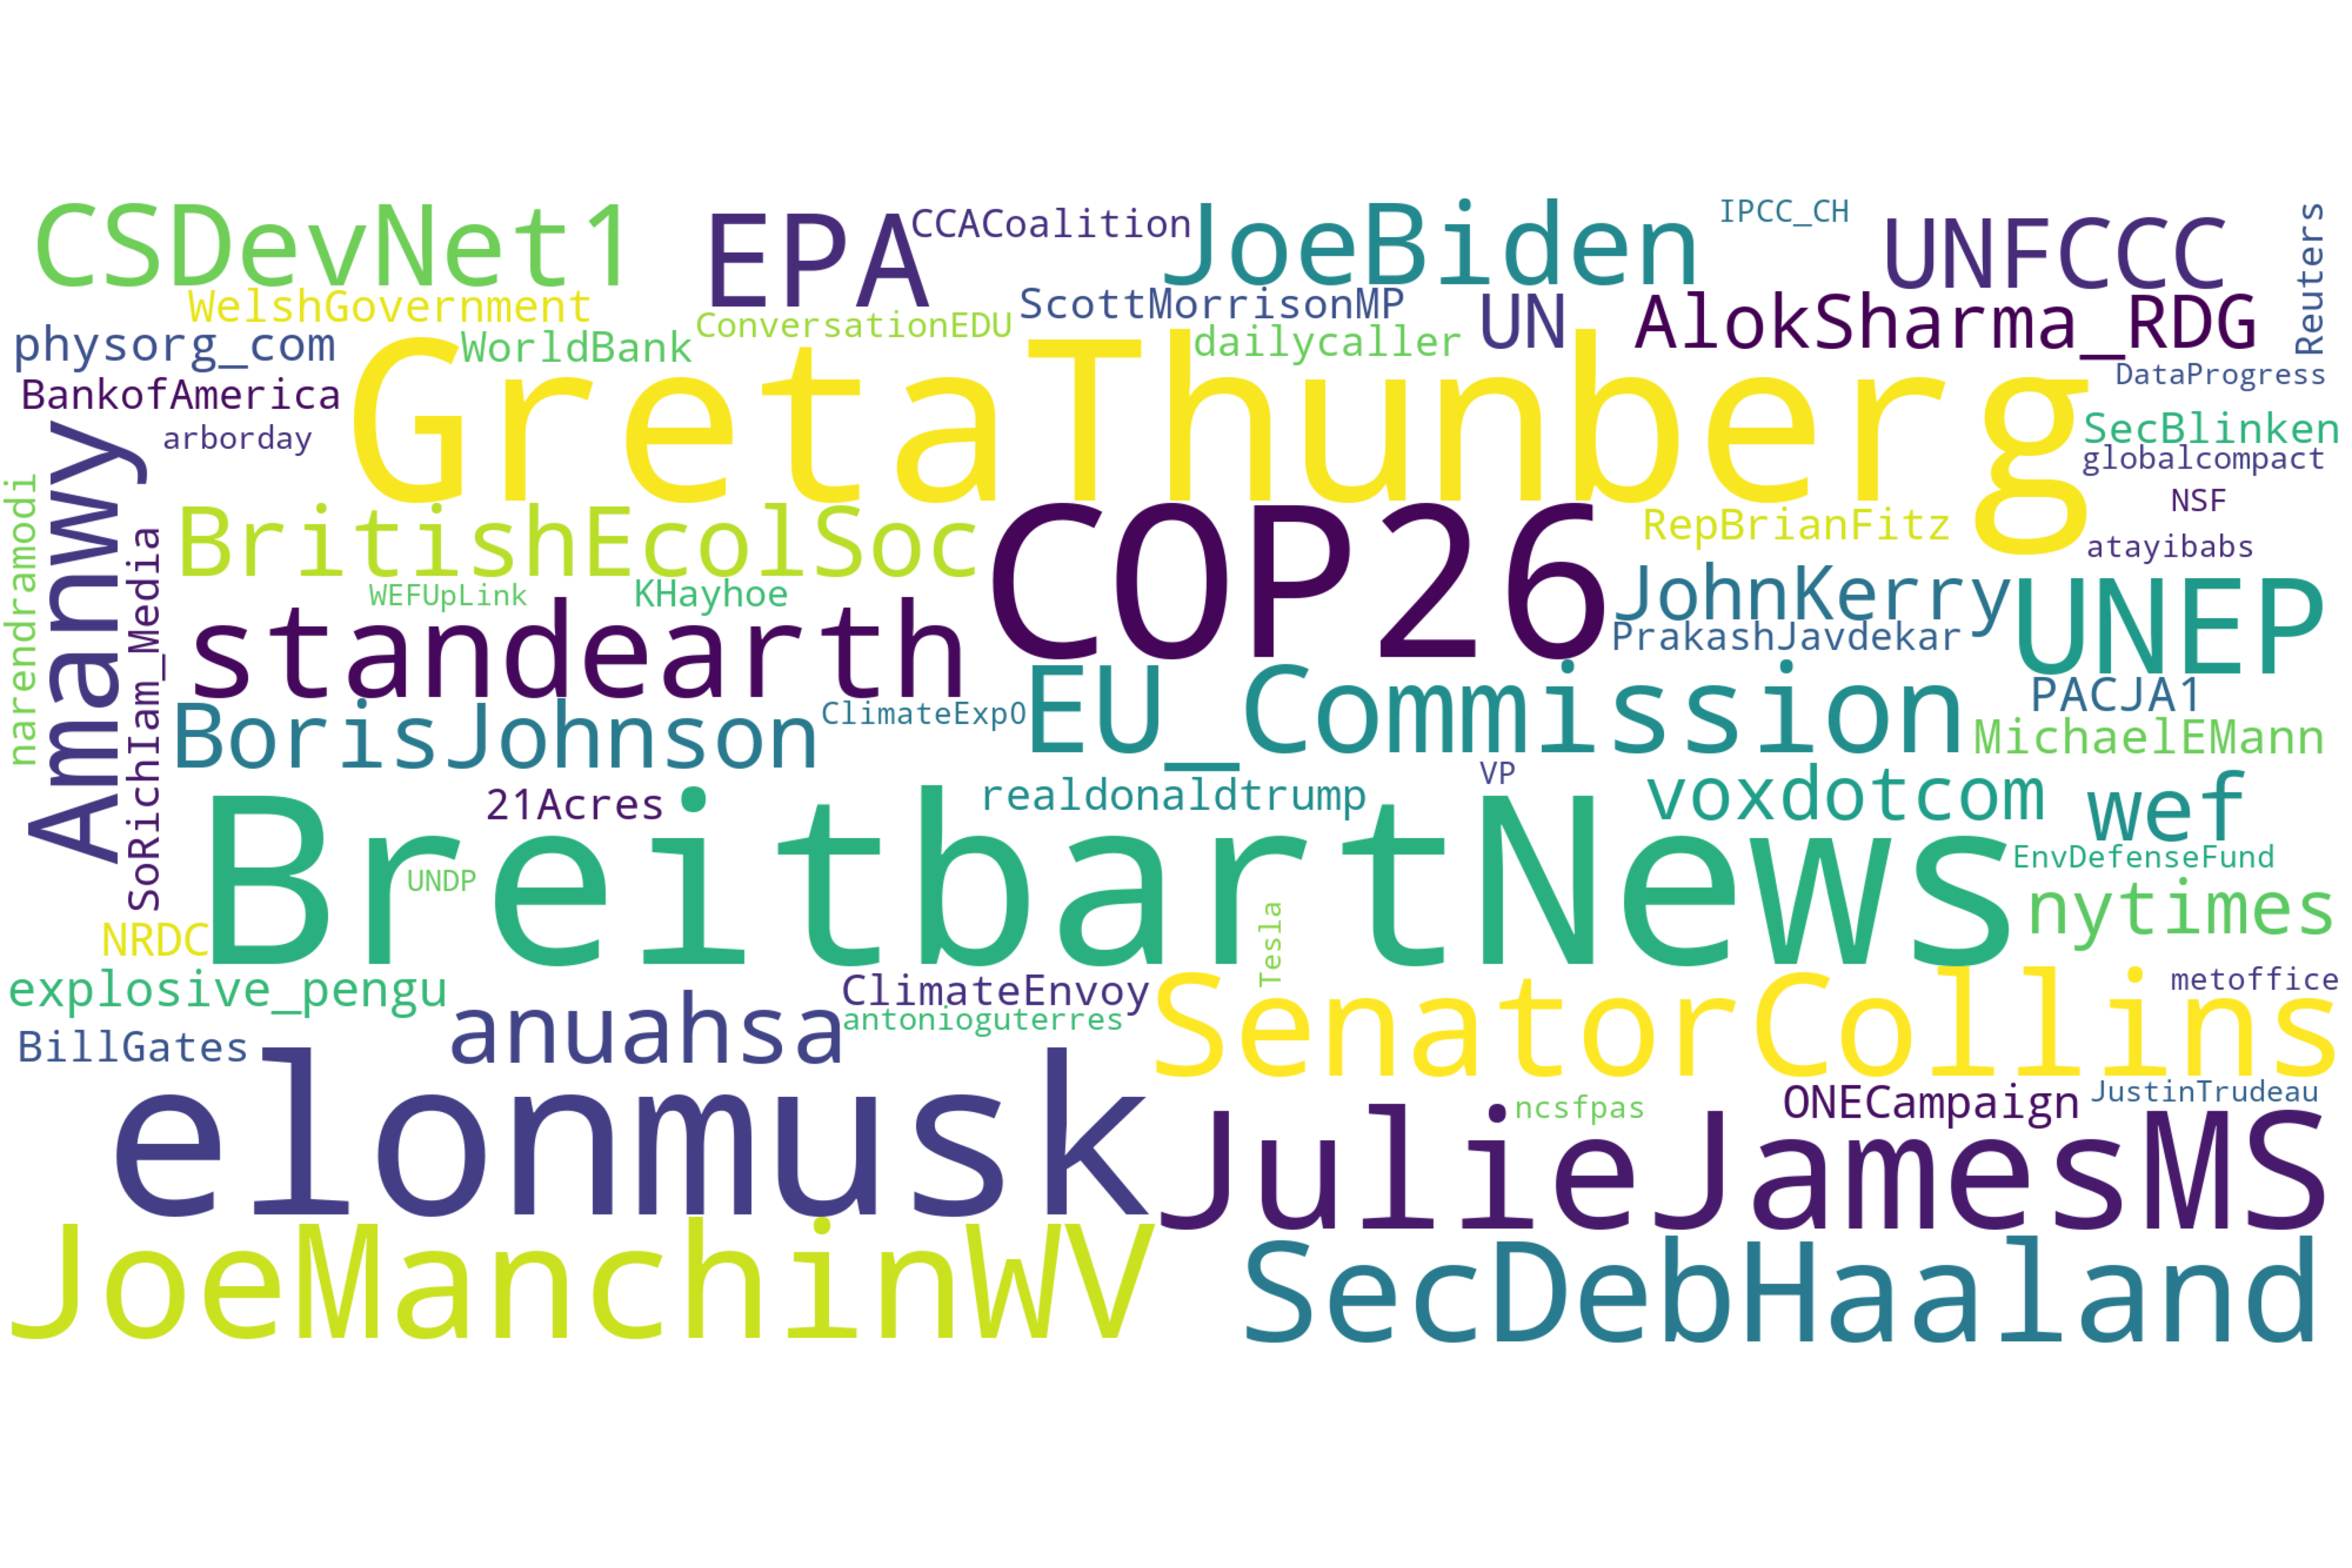 CSDevNet1
EPA
CCACoalition
JoeBiden
IPCC_CH
UNFCCC
Reuters
WelshGovernment
ScottMorrisonMP
UN
AlokSharma_RDG
physorg_com
WorldBank
ConversationEDU
dailycaller
BankofAmerica
GretaThunberg
DataProgress
arborday
SecBlinken
globalcompact
Amanwy
narendramodi
SoRichIam_Media
BritishEcolSoc
COP26
RepBrianFitz
NSF
atayibabs
WEFUpLink
KHayhoe
JohnKerry
UNEP
standearth
PrakashJavdekar
BorisJohnson
ClimateExp0
EU_Commission
PACJA1
MichaelEMann
21Acres
realdonaldtrump
VP
voxdotcom
wef
BreitbartNews
EnvDefenseFund
UNDP
nytimes
NRDC
Tesla
explosive_pengu
ClimateEnvoy
SenatorCollins
metoffice
anuahsa
antonioguterres
BillGates
elonmusk
ncsfpas
ONECampaign
JustinTrudeau
JulieJamesMS
JoeManchinWV
SecDebHaaland